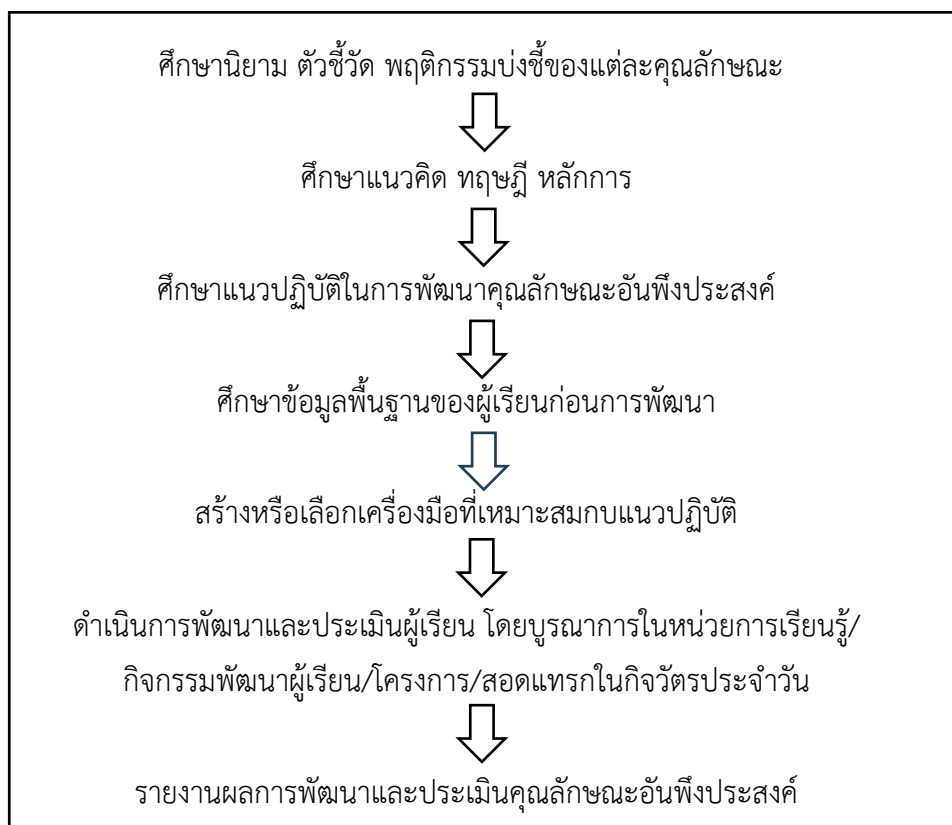 ศึกษานิยาม ตัวชี้วัด พฤติกรรมบ่งชี้ของแต่ละคุณลักษณะ
ศึกษาแนวคิด ทฤษฎี หลักการ
ศึกษาแนวปฏิบัติในการพัฒนาคุณลักษณะอันพึงประสงค์
ศึกษาข้อมูลพื้นฐานของผู้เรียนก่อนการพัฒนา
สร้างหรือเลือกเครื่องมือที่เหมาะสมกบแนวปฏิบัติ
ดำเนินการพัฒนาและประเมินผู้เรียน โดยบูรณาการในหน่วยการเรียนรู้/
กิจกรรมพัฒนาผู้เรียน/โครงการ/สอดแทรกในกิจวัตรประจำวัน
รายงานผลการพัฒนาและประเมินคุณลักษณะอันพึงประสงค์